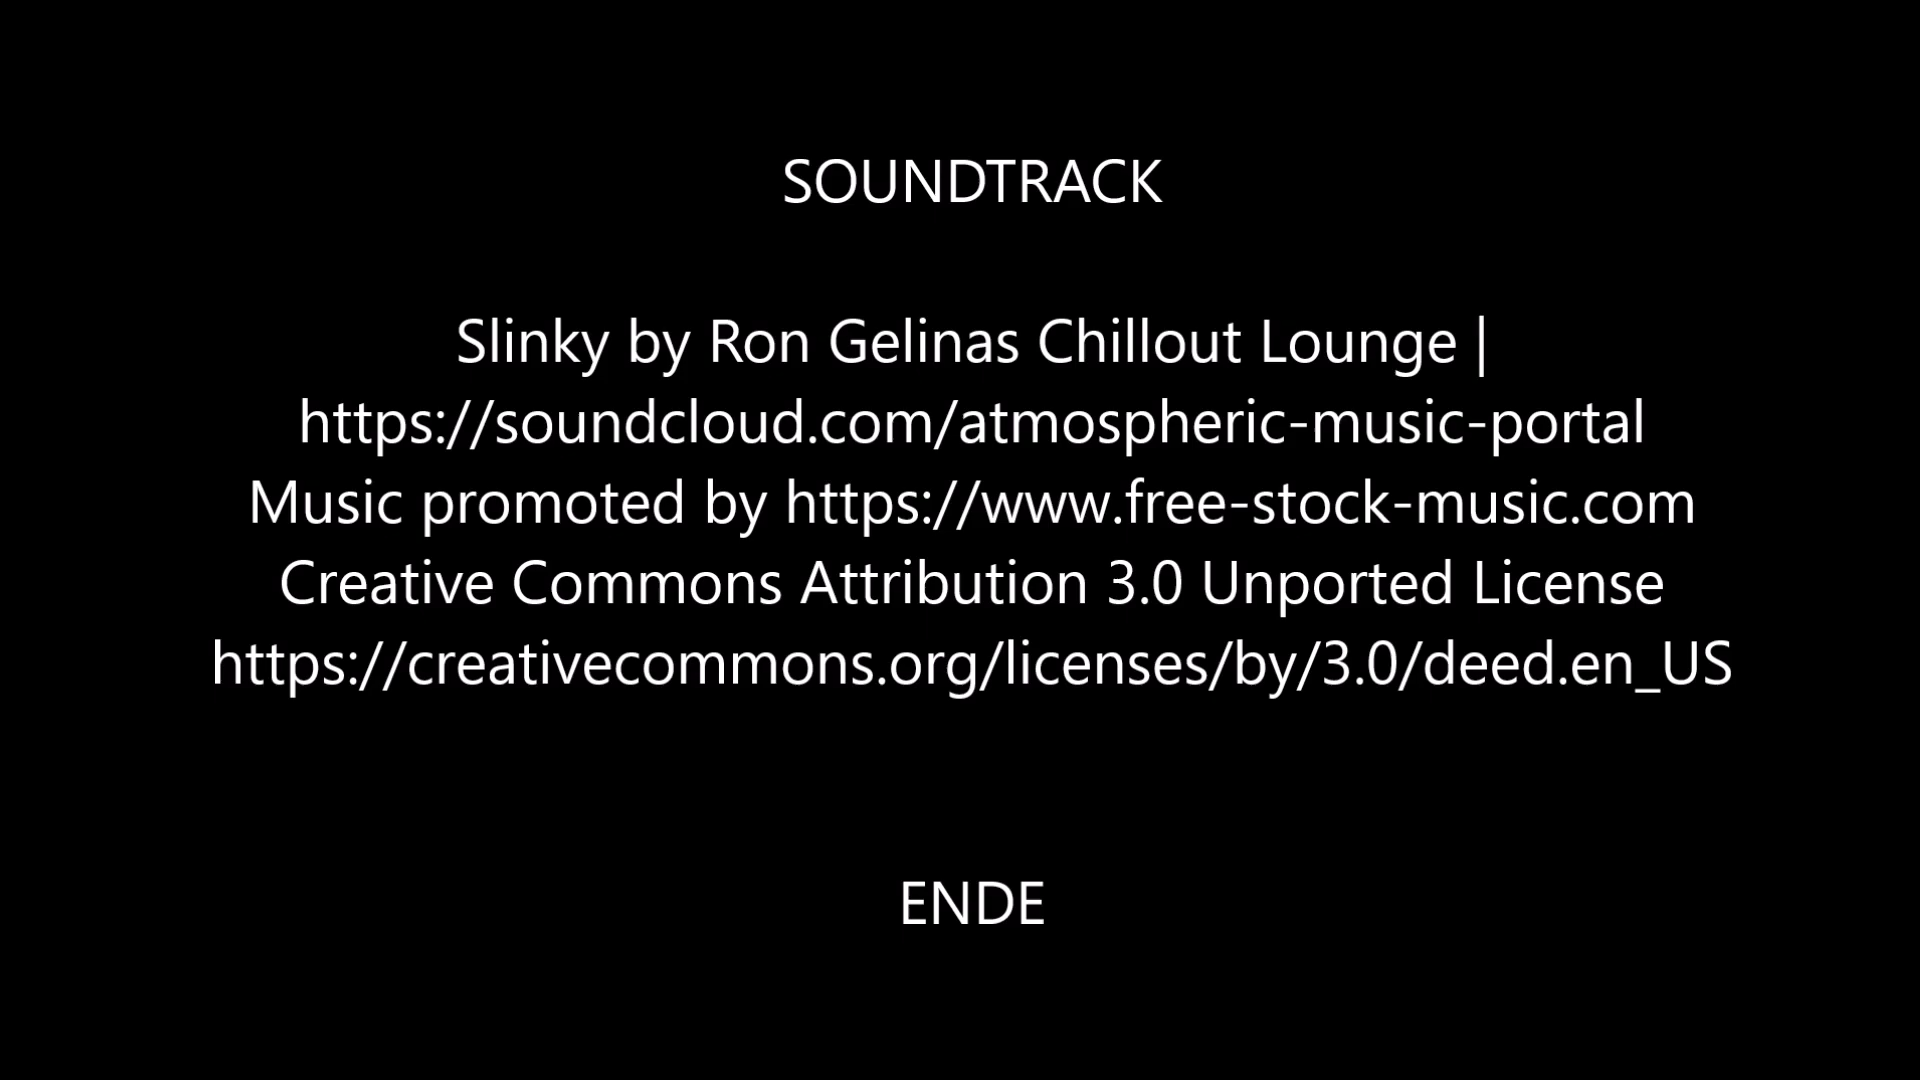 SOUNDTRACK
Slinky by Ron Gelinas Chillout Lounge |
https://soundcloud.com/atmospheric-music-portal
Music promoted by https://www.free-stock-music.com
Creative Commons Attribution 3.0 Unported License
https://creativecommons.org/licenses/by/3.0/deed.en_US
ENDE